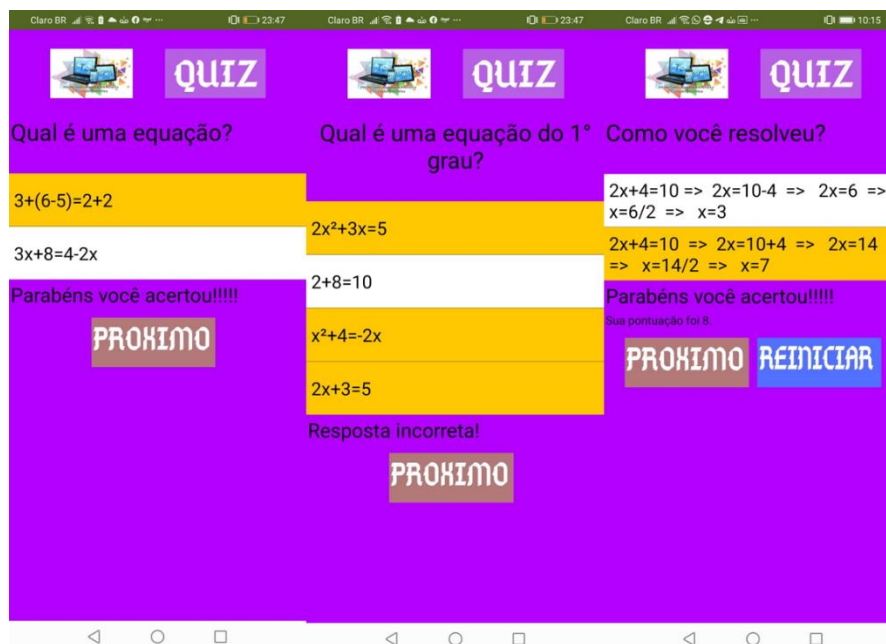 Claro BR 23:47
QUIZ
Qual é uma equação?
3+(6-5)=2+2
3x+8=4-2x
Parabéns você acertou!!!!!
PROXIMO
Claro BR 23:47
QUIZ
Qual é uma equação do 1°
grau?
2x²+3x=5
2+8=10
x²+4=-2x
2x+3=5
Resposta incorreta!
PROXIMO
Claro BR 10:15
QUIZ
Como você resolveu?
2x+4=10 => 2x=10-4 => 2x=6 =>
x=6/2 => x=3
2x+4=10 => 2x=10+4 => 2x=14
=> x=14/2 => x=7
Parabéns você acertou!!!!!
Sua pontuação foi 8.
PROXIMO REINICIAR